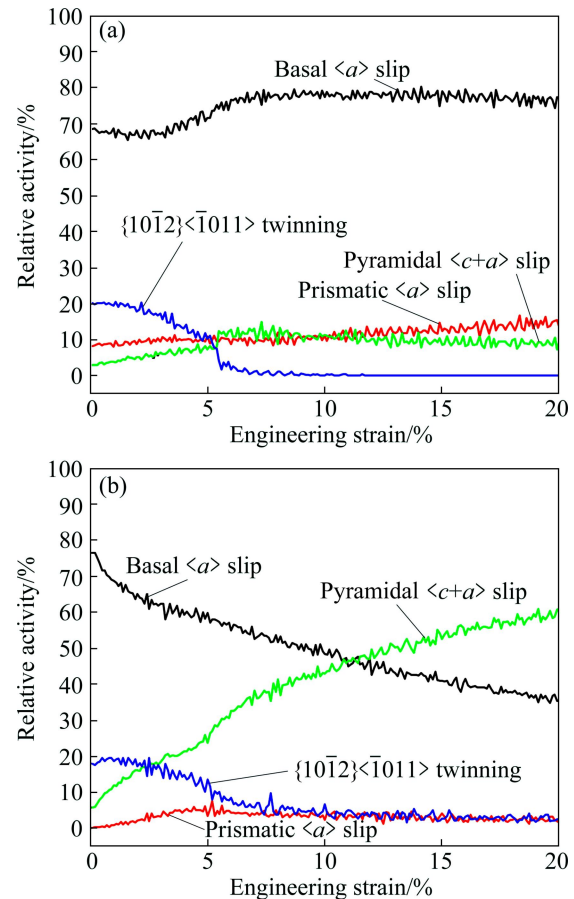 (a)
100
90
80
70
60
50
40
30
20
10
0
Relative activity/%
Basal <a> slip
{101̄2}<1̄011> twinning
Pyramidal <c+a> slip
Prismatic <a> slip
0 5 10 15 20
Engineering strain/%
(b)
100
90
80
70
60
50
40
30
20
10
0
Relative activity/%
Basal <a> slip
Pyramidal <c+a> slip
{101̄2}<1̄011> twinning
Prismatic <a> slip
0 5 10 15 20
Engineering strain/%